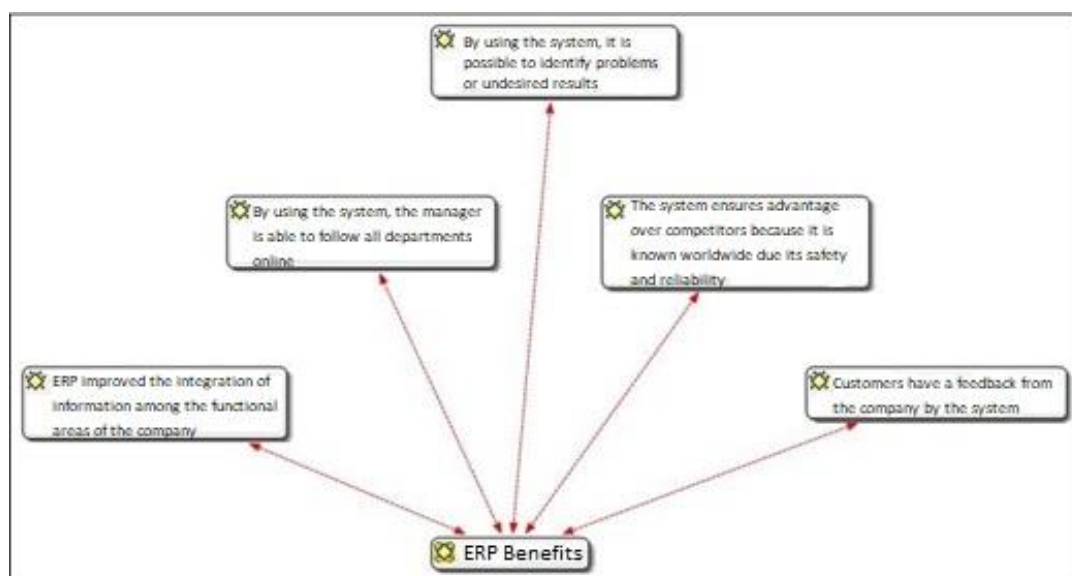 By using the system, it is
possible to identify problems
or undesired results
By using the system, the manager
is able to follow all departments
online
The system ensures advantage
over competitors because it is
known worldwide due its safety
and reliability
ERP improved the integration of
information among the functional
areas of the company
Customers have a feedback from
the company by the system
ERP Benefits